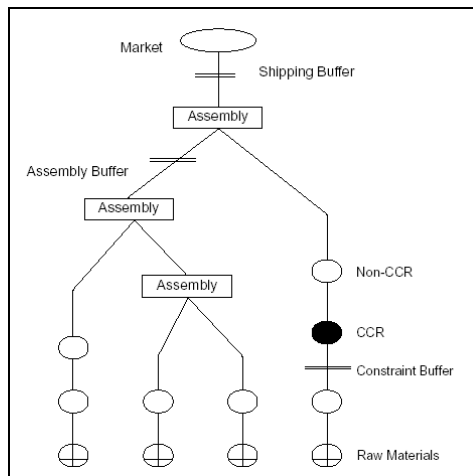 Market
Shipping Buffer
Assembly
Assembly Buffer
Assembly
Assembly
Non-CCR
CCR
Constraint Buffer
Raw Materials